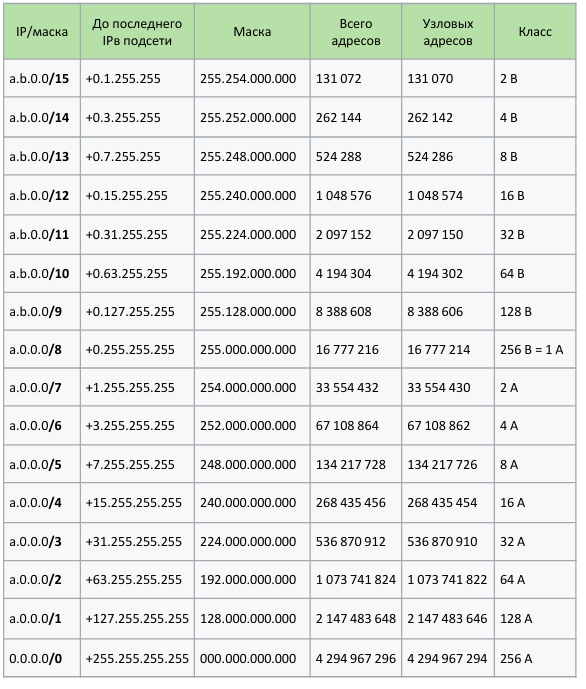 IP/маска До последнего IPв подсети Маска Всего адресов Узловых адресов Класс
a.b.0.0/15 +0.1.255.255 255.254.000.000 131 072 131 070 2 B
a.b.0.0/14 +0.3.255.255 255.252.000.000 262 144 262 142 4 B
a.b.0.0/13 +0.7.255.255 255.248.000.000 524 288 524 286 8 B
a.b.0.0/12 +0.15.255.255 255.240.000.000 1 048 576 1 048 574 16 B
a.b.0.0/11 +0.31.255.255 255.224.000.000 2 097 152 2 097 150 32 B
a.b.0.0/10 +0.63.255.255 255.192.000.000 4 194 304 4 194 302 64 B
a.b.0.0/9 +0.127.255.255 255.128.000.000 8 388 608 8 388 606 128 B
a.0.0.0/8 +0.255.255.255 255.000.000.000 16 777 216 16 777 214 256 B = 1 A
a.0.0.0/7 +1.255.255.255 254.000.000.000 33 554 432 33 554 430 2 A
a.0.0.0/6 +3.255.255.255 252.000.000.000 67 108 864 67 108 862 4 A
a.0.0.0/5 +7.255.255.255 248.000.000.000 134 217 728 134 217 726 8 A
a.0.0.0/4 +15.255.255.255 240.000.000.000 268 435 456 268 435 454 16 A
a.0.0.0/3 +31.255.255.255 224.000.000.000 536 870 912 536 870 910 32 A
a.0.0.0/2 +63.255.255.255 192.000.000.000 1 073 741 824 1 073 741 822 64 A
a.0.0.0/1 +127.255.255.255 128.000.000.000 2 147 483 648 2 147 483 646 128 A
0.0.0.0/0 +255.255.255.255 000.000.000.000 4 294 967 296 4 294 967 294 256 A